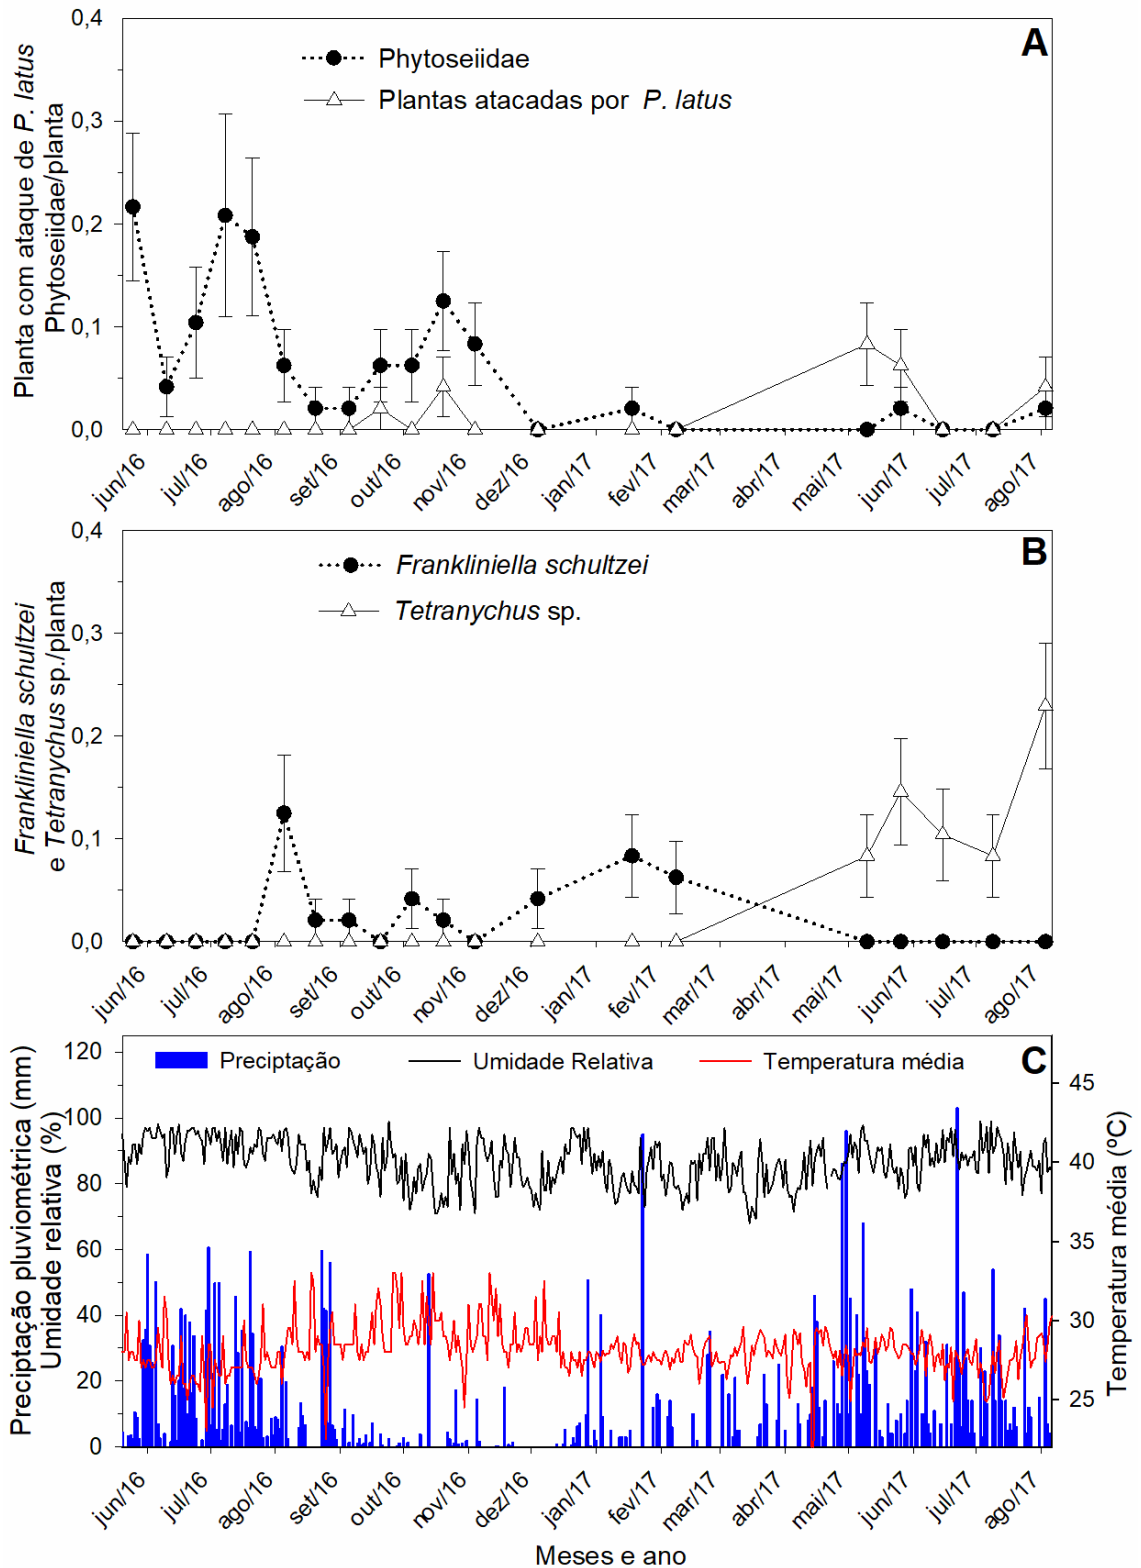 Planta com ataque de P. latus
Phytoseiidae/planta
0,4
0,3
0,2
0,1
0,0
A
Phytoseiidae
Plantas atacadas por P. latus
jun/16
jul/16
ago/16
set/16
out/16
nov/16
dez/16
jan/17
fev/17
mar/17
abr/17
mai/17
jun/17
jul/17
ago/17
Frankliniella schultzei
e Tetranychus sp./planta
0,4
0,3
0,2
0,1
0,0
B
Frankliniella schultzei
Tetranychus sp.
jun/16
jul/16
ago/16
set/16
out/16
nov/16
dez/16
jan/17
fev/17
mar/17
abr/17
mai/17
jun/17
jul/17
ago/17
Preciptação pluviométrica (mm)
Umidade relativa (%)
120
100
80
60
40
20
0
Preciptação
Umidade Relativa
Temperatura média
C
45
40
35
30
25
Temperatura média (ºC)
jun/16
jul/16
ago/16
set/16
out/16
nov/16
dez/16
jan/17
fev/17
mar/17
abr/17
mai/17
jun/17
jul/17
ago/17
Meses e ano